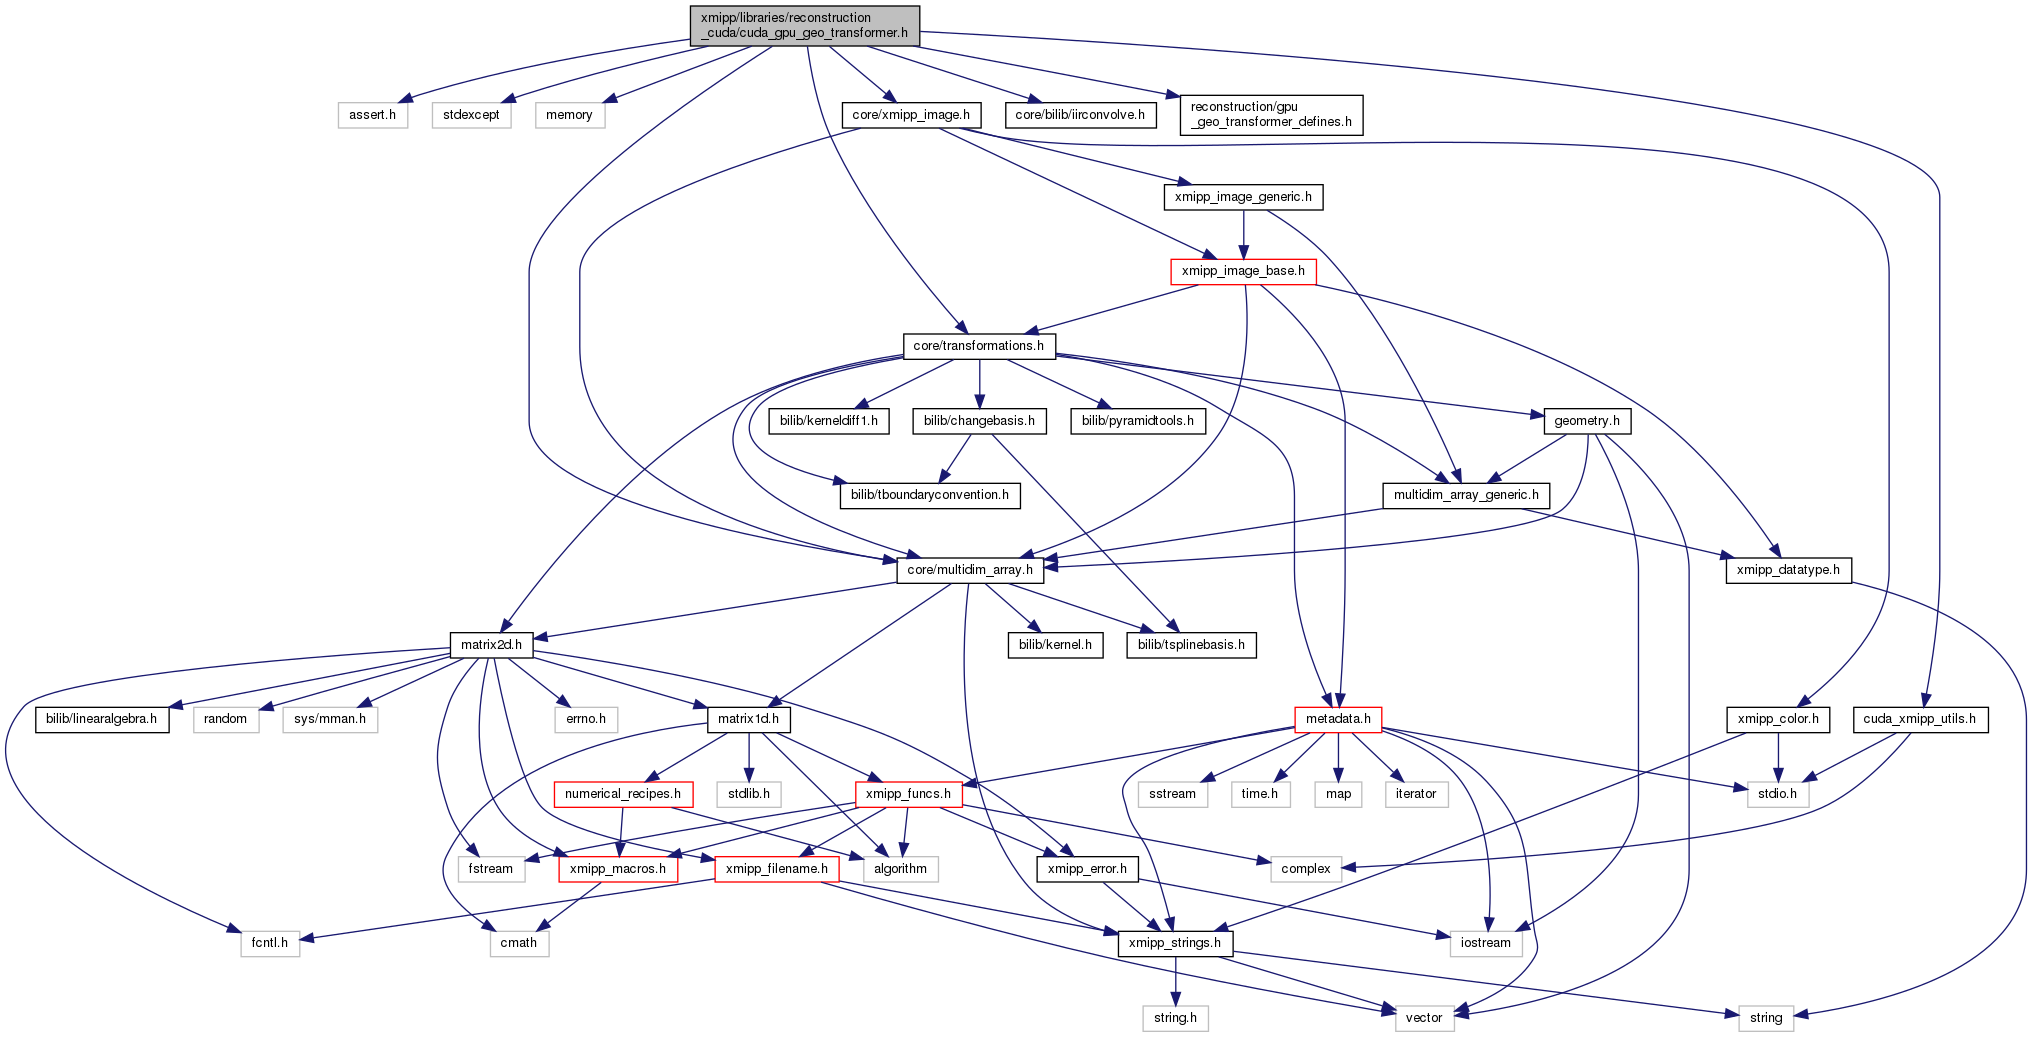 xmipp/libraries/reconstruction
_cuda/cuda_gpu_geo_transformer.h
assert.h
stdexcept
memory
core/xmipp_image.h
core/bilib/iirconvolve.h
reconstruction/gpu
_geo_transformer_defines.h
xmipp_image_generic.h
xmipp_image_base.h
core/transformations.h
bilib/kerneldiff1.h
bilib/changebasis.h
bilib/pyramidtools.h
geometry.h
bilib/tboundaryconvention.h
multidim_array_generic.h
core/multidim_array.h
xmipp_datatype.h
matrix2d.h
bilib/kernel.h
bilib/tsplinebasis.h
bilib/linearalgebra.h
random
sys/mman.h
errno.h
matrix1d.h
metadata.h
xmipp_color.h
cuda_xmipp_utils.h
numerical_recipes.h
stdlib.h
xmipp_funcs.h
sstream
time.h
map
iterator
stdio.h
fstream
xmipp_macros.h
xmipp_filename.h
algorithm
xmipp_error.h
complex
fcntl.h
cmath
xmipp_strings.h
iostream
string.h
vector
string